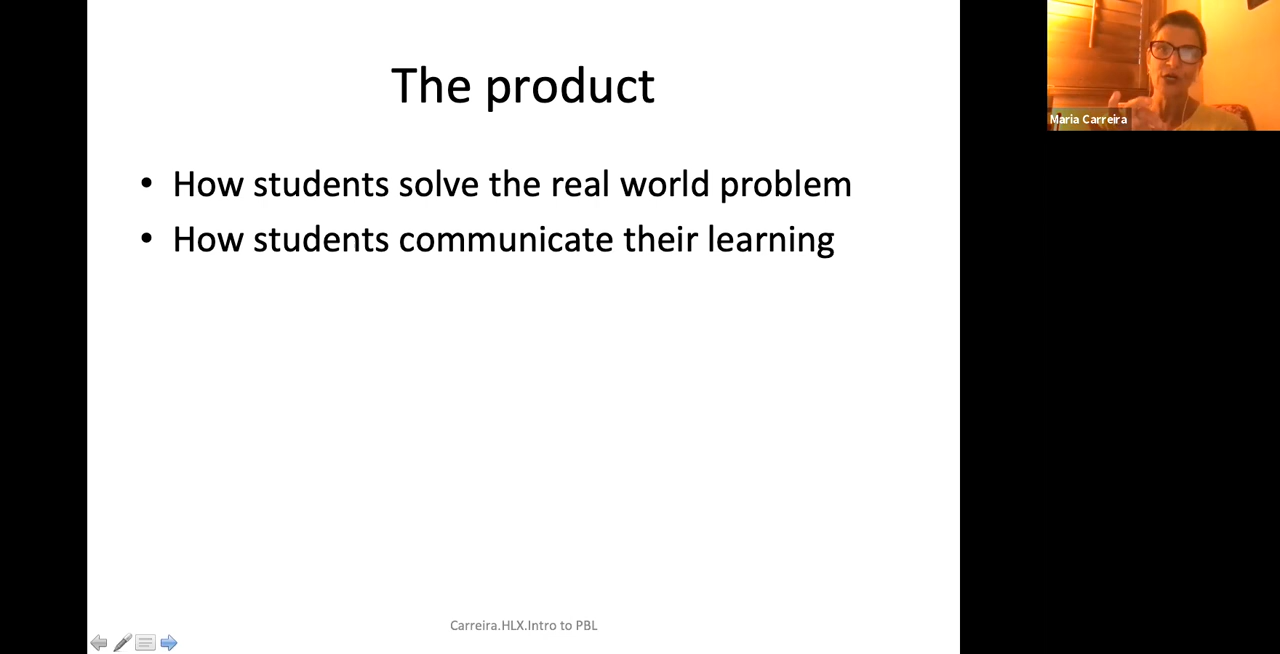 The product
• How students solve the real world problem
• How students communicate their learning
Carreira.HLX.Intro to PBL
Maria Carreira